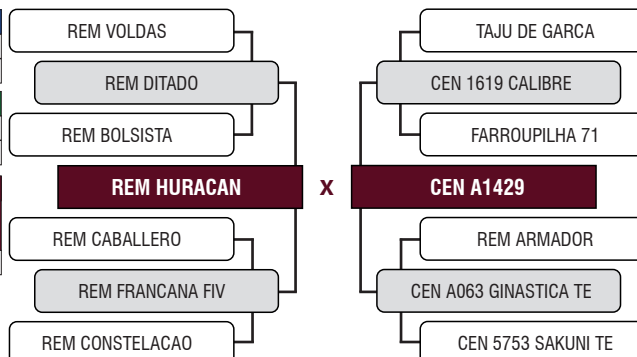 REM VOLDAS
TAJU DE GARCA
REM DITADO
CEN 1619 CALIBRE
REM BOLSISTA
FARROUPILHA 71
REM HURACAN
X
CEN A1429
REM CABALLERO
REM ARMADOR
REM FRANCANA FIV
CEN A063 GINASTICA TE
REM CONSTELACAO
CEN 5753 SAKUNI TE